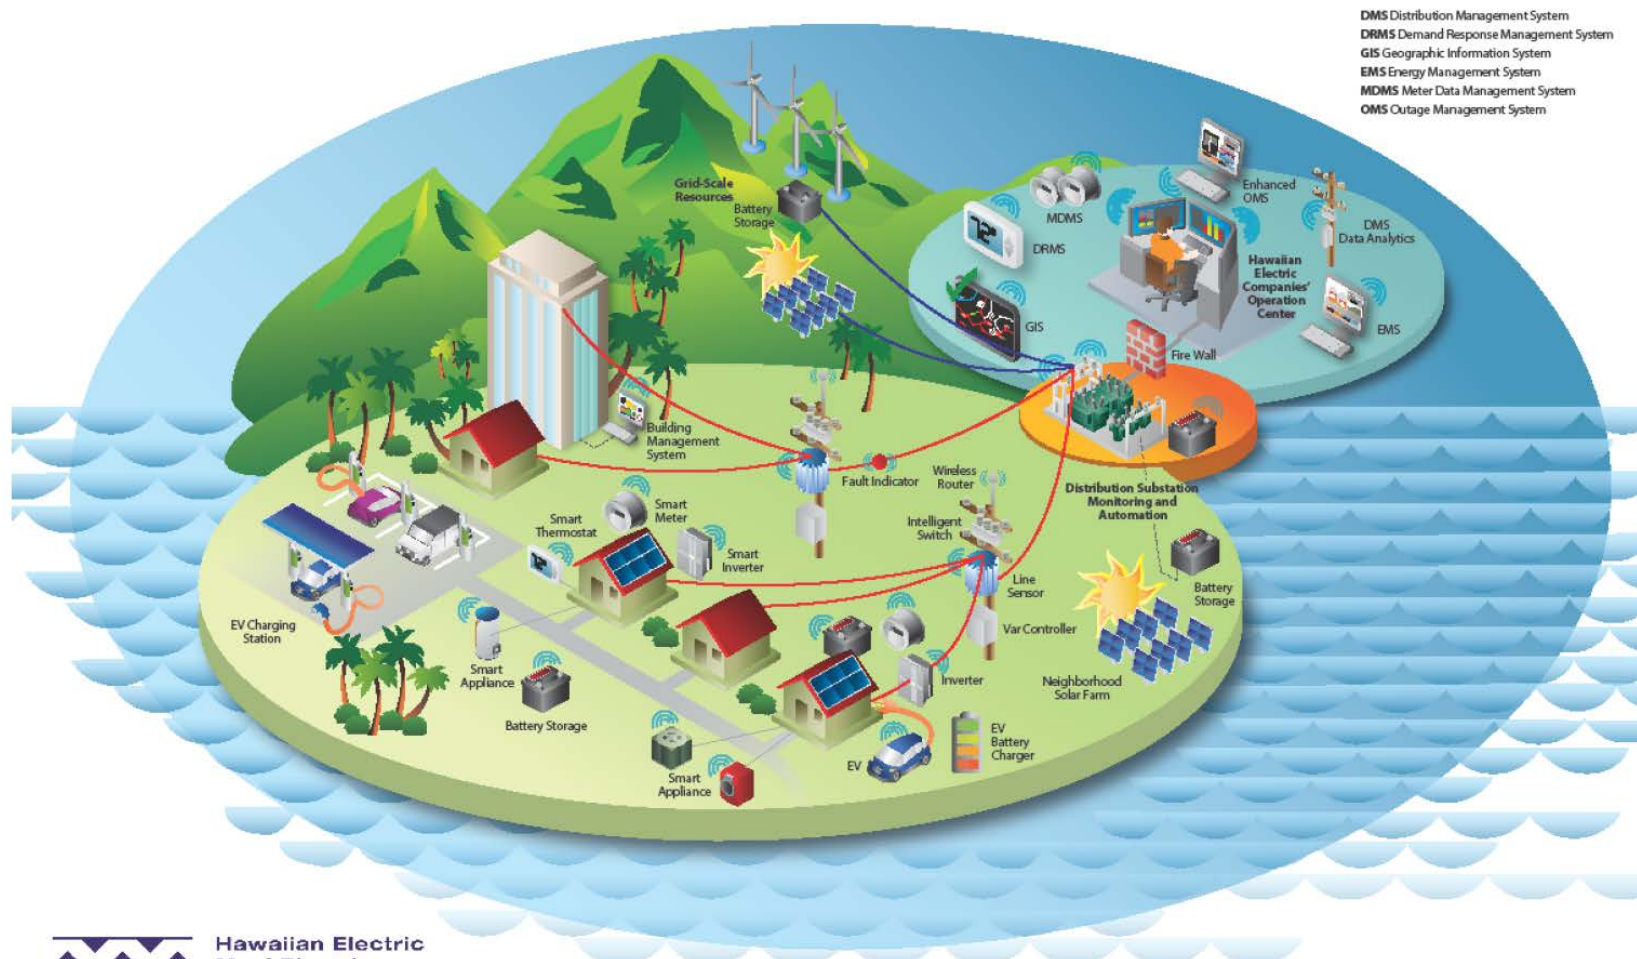 DMS Distribution Management System
DRMS Demand Response Management System
GIS Geographic Information System
EMS Energy Management System
MDMS Meter Data Management System
OMS Outage Management System
Grid-Scale
Resources
Battery
Storage
MDMS
Enhanced
OMS
DRMS
72°
DMS
Data Analytics
Hawaiian
Electric
Companies'
Operation
Center
GIS
EMS
Fire Wall
Building
Management
System
Fault Indicator
Wireless
Router
Distribution Substation
Monitoring and
Automation
Smart
Thermostat
Smart
Meter
Intelligent
Switch
Smart
Inverter
Line
Sensor
Battery
Storage
EV Charging
Station
Var Controller
Smart
Appliance
Inverter
Neighborhood
Solar Farm
Battery Storage
EV
Battery
Charger
EV
Smart
Appliance
Hawaiian Electric